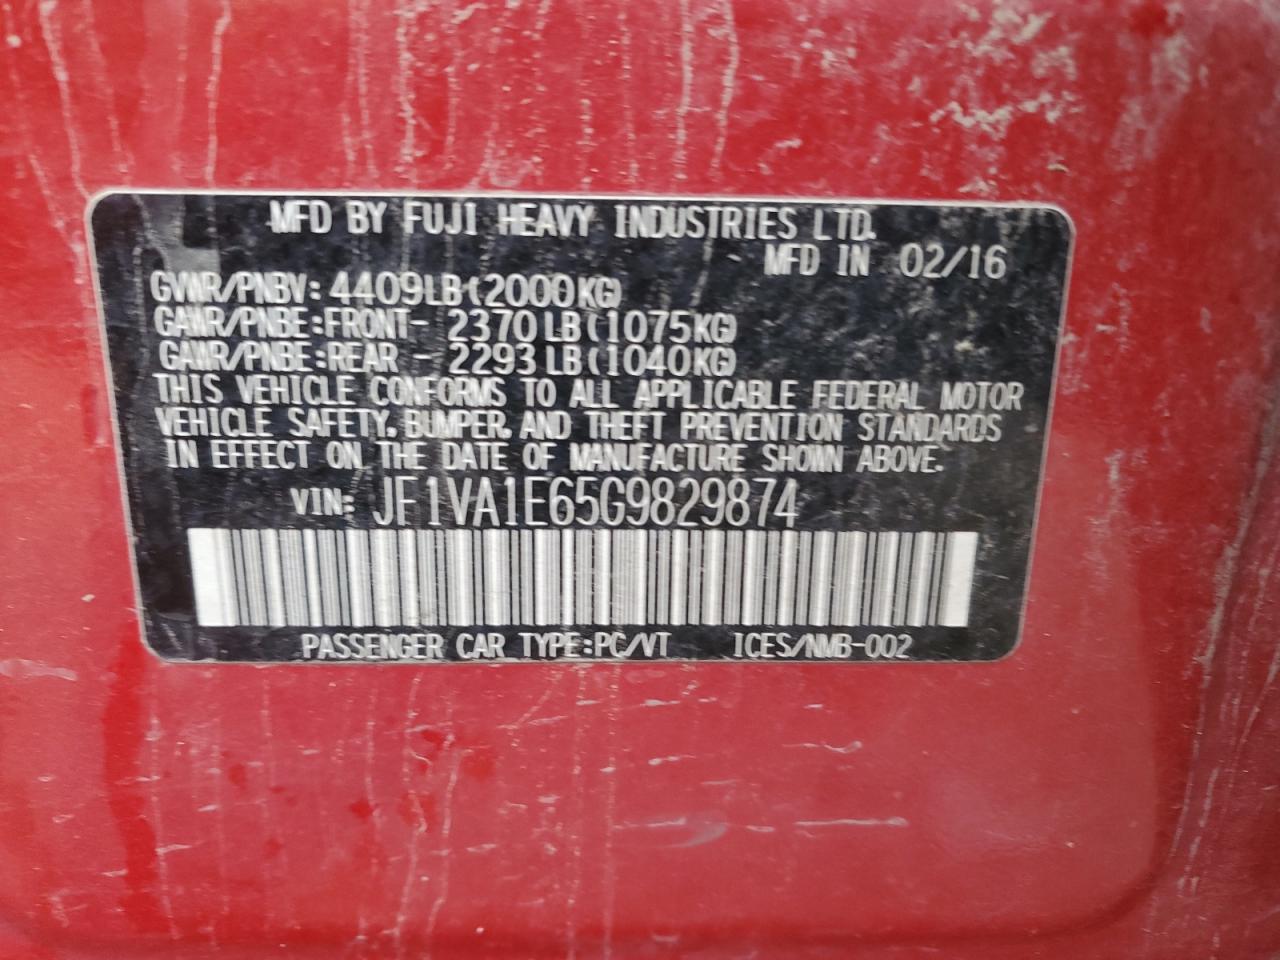 MFD BY FUJI HEAVY INDUSTRIES LTD.
MFD IN 02/16
GVWR/PNBV: 4409LB(2000KG)
GAWR/PNBE:FRONT- 2370LB(1075KG)
GAWR/PNBE:REAR - 2293LB(1040KG)
THIS VEHICLE CONFORMS TO ALL APPLICABLE FEDERAL MOTOR
VEHICLE SAFETY, BUMPER, AND THEFT PREVENTION STANDARDS
IN EFFECT ON THE DATE OF MANUFACTURE SHOWN ABOVE.
VIN: JF1VA1E65G9829874
PASSENGER CAR TYPE:PC/VT ICES/NMB-002